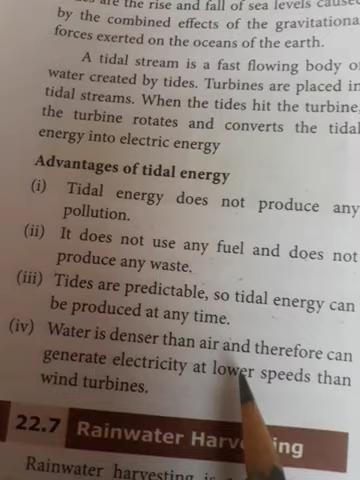 are the rise and fall of sea levels caused
by the combined effects of the gravitational
forces exerted on the oceans of the earth.
A tidal stream is a fast flowing body of
water created by tides. Turbines are placed in
tidal streams. When the tides hit the turbine,
the turbine rotates and converts the tidal
energy into electric energy
Advantages of tidal energy
(i) Tidal energy does not produce any
pollution.
(ii) It does not use any fuel and does not
produce any waste.
(iii) Tides are predictable, so tidal energy can
be produced at any time.
(iv) Water is denser than air and therefore can
generate electricity at lower speeds than
wind turbines.
22.7 Rainwater Harvesting
Rainwater harvesting is